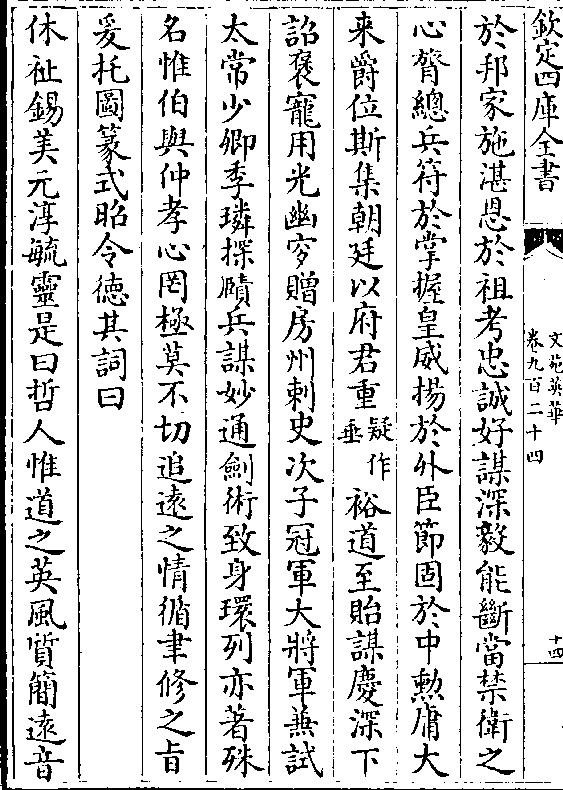 欽定四庫全書
文苑英華
卷九百二十四
十四
於邦家施湛恩於祖考忠誠好謀深毅能斷當禁衛之
心膂總兵符於掌握皇威揚於外臣節固於中勲庸大
来爵位斯集朝廷以府君重疑作垂裕道至貽謀慶深下
詔褒寵用光幽穸贈房州刺史次子冠軍大將軍兼試
太常少卿季璘探賾兵謀妙通劍術致身環列亦著殊
名惟伯與仲孝心罔極莫不切追遠之情循聿修之㫖
爰托圖篆式昭令徳其詞曰
休祉錫美元淳毓靈是曰哲人惟道之英風質簡逺音